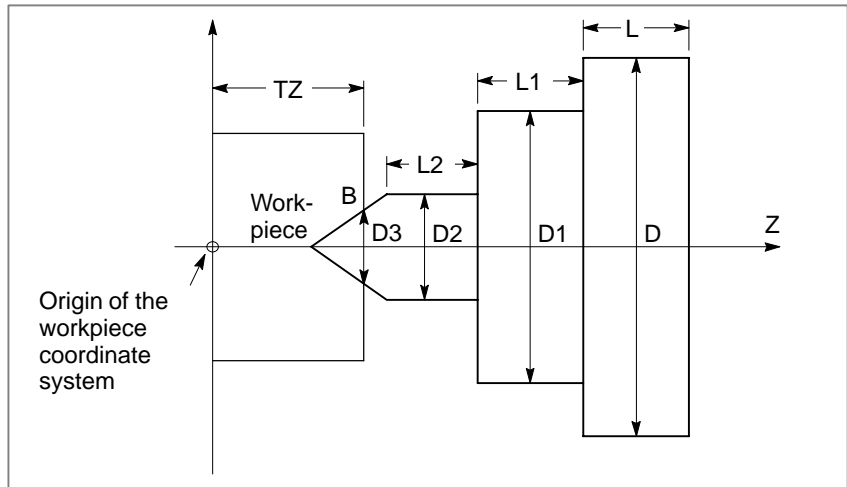 L
TZ
L1
L2
B
Work-
piece
D3
D2
D1
D
Z
Origin of the
workpiece
coordinate
system